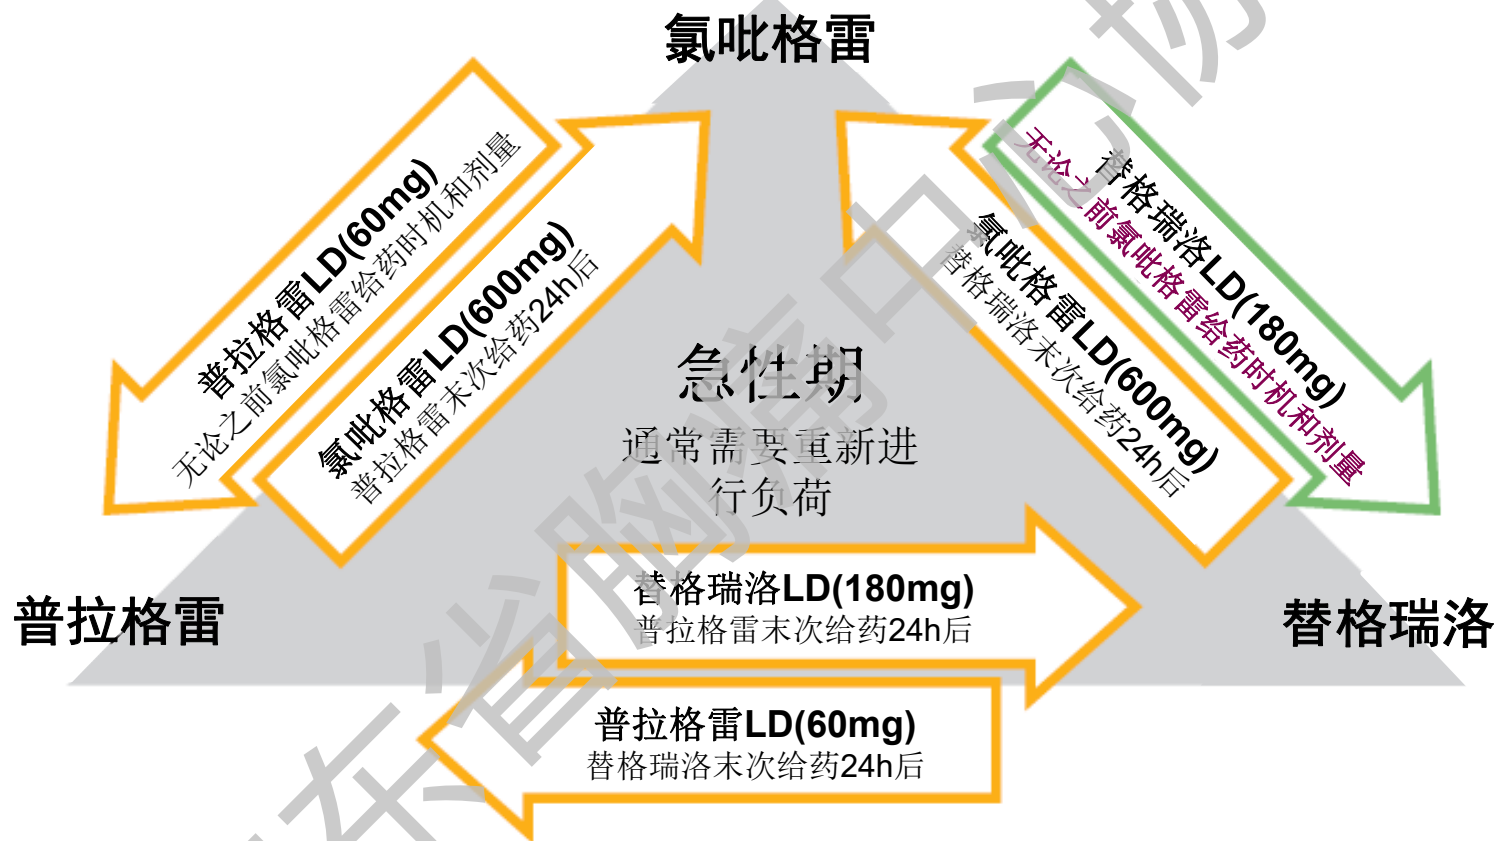 氯吡格雷
普拉格雷LD(60mg)
无论之前氯吡格雷给药时机和剂量
氯吡格雷LD(600mg)
普拉格雷末次给药24h后
替格瑞洛LD(180mg)
无论之前氯吡格雷给药时机和剂量
氯吡格雷LD(600mg)
替格瑞洛末次给药24h后
急性期
通常需要重新进
行负荷
普拉格雷
替格瑞洛
替格瑞洛LD(180mg)
普拉格雷末次给药24h后
普拉格雷LD(60mg)
替格瑞洛末次给药24h后
东省胸痛中心协